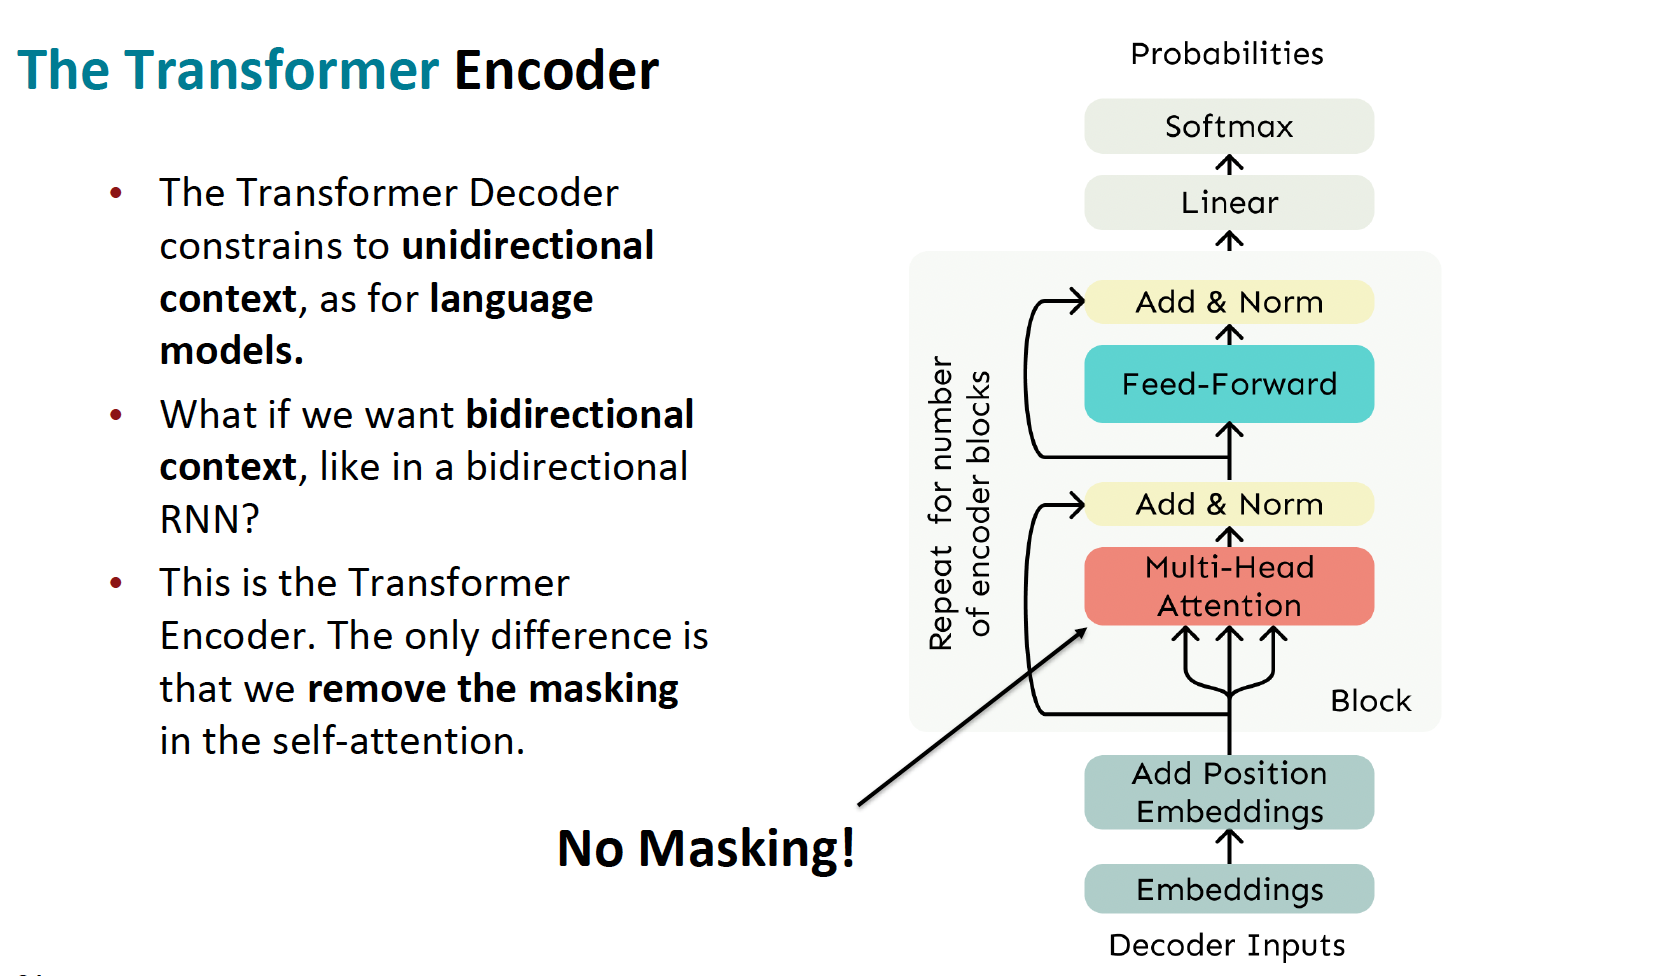 The Transformer Encoder
• The Transformer Decoder
constrains to unidirectional
context, as for language
models.
• What if we want bidirectional
context, like in a bidirectional
RNN?
• This is the Transformer
Encoder. The only difference is
that we remove the masking
in the self-attention.
No Masking!
Probabilities
Softmax
Linear
Add & Norm
Feed-Forward
Add & Norm
Multi-Head
Attention
Repeat for number
of encoder blocks
Block
Add Position
Embeddings
Embeddings
Decoder Inputs